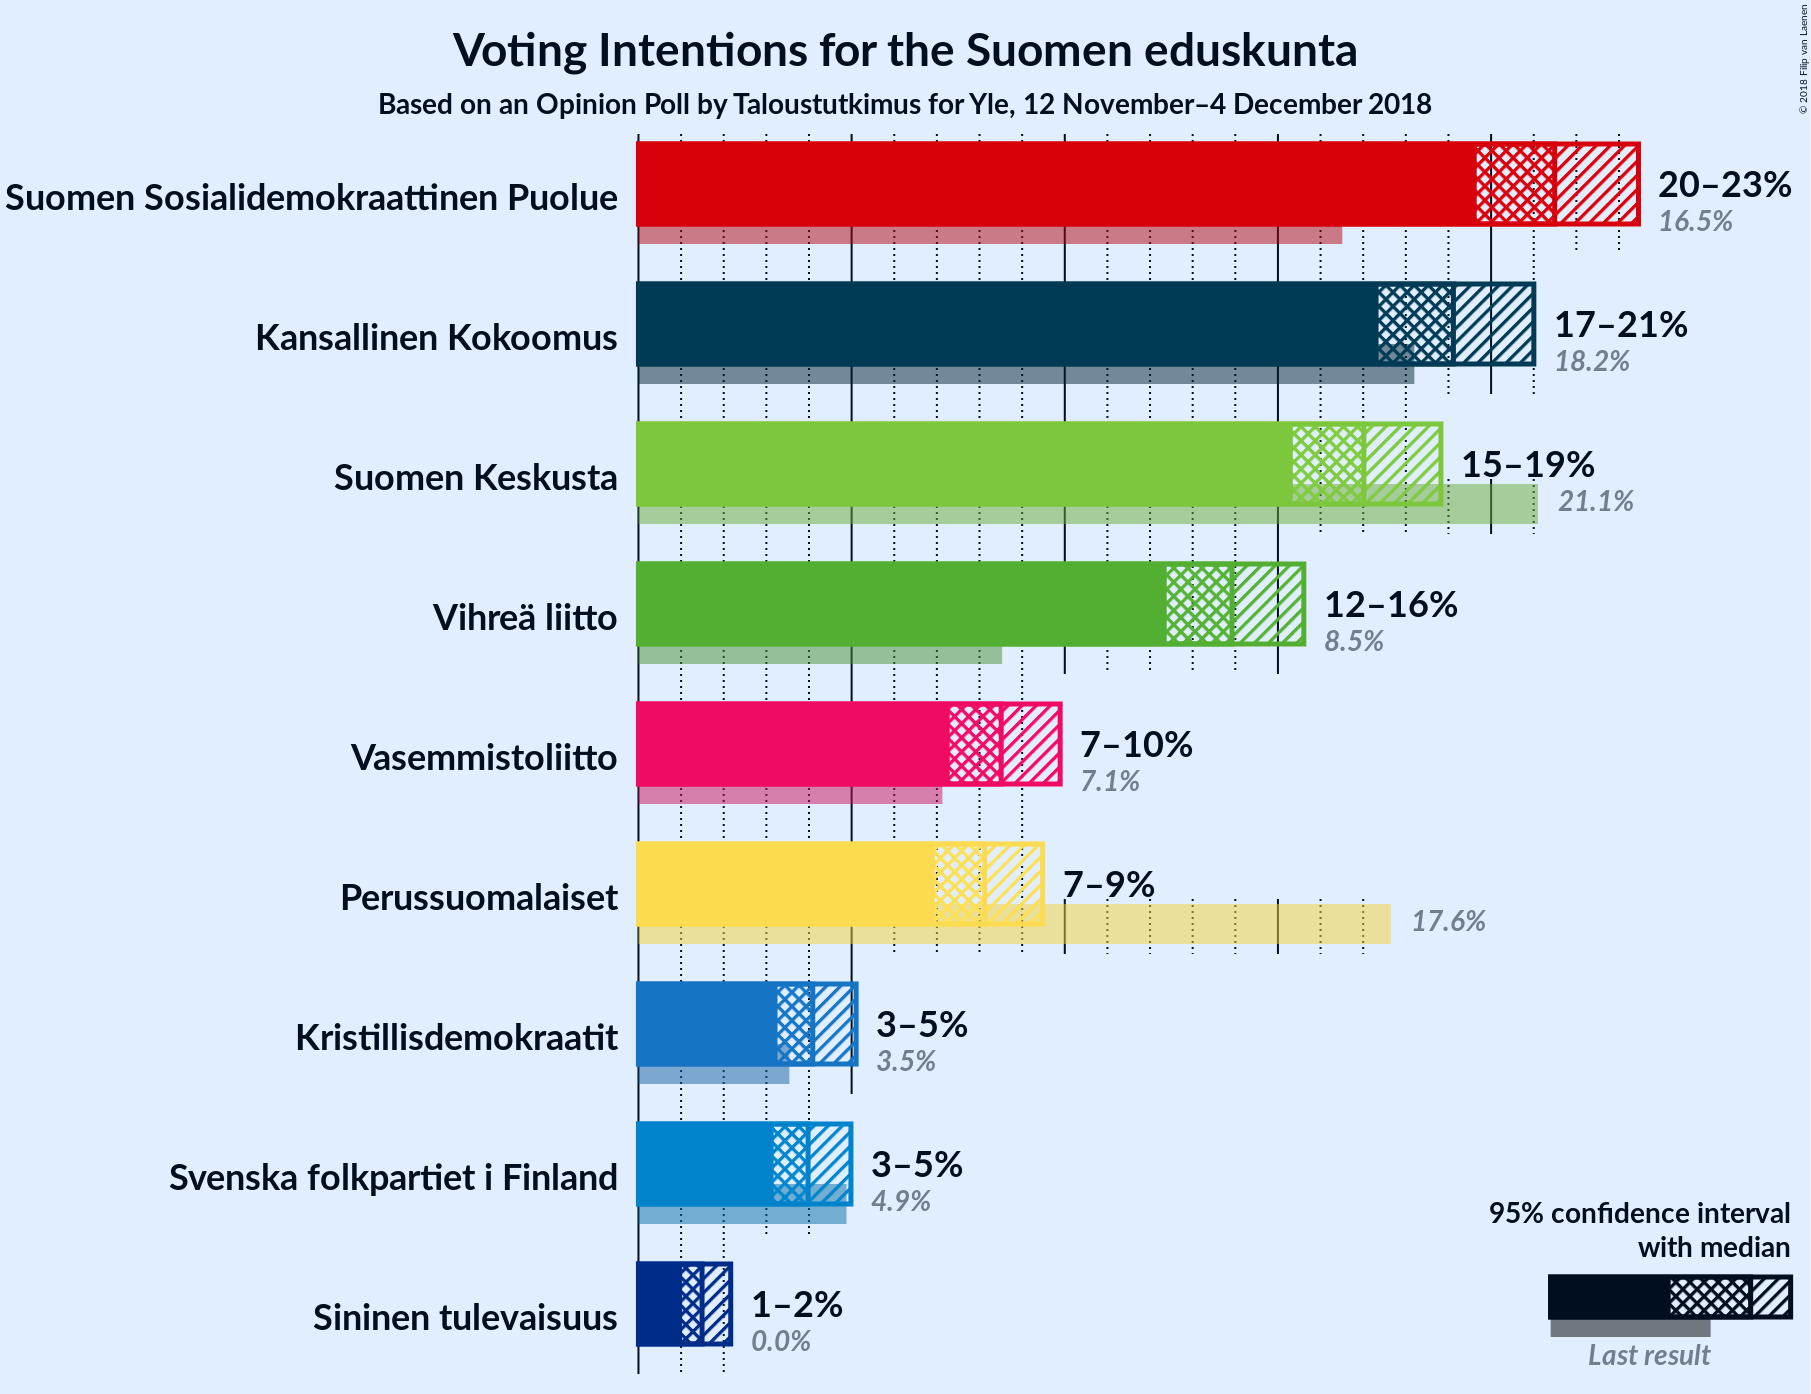 Voting Intentions for the Suomen eduskunta
Based on an Opinion Poll by Taloustutkimus for Yle, 12 November–4 December 2018
© 2018 Filip van Laenen
Suomen Sosialidemokraattinen Puolue
20–23%
16.5%
Kansallinen Kokoomus
17–21%
18.2%
Suomen Keskusta
15–19%
21.1%
Vihreä liitto
12–16%
8.5%
Vasemmistoliitto
7–10%
7.1%
Perussuomalaiset
7–9%
17.6%
Kristillisdemokraatit
3–5%
3.5%
Svenska folkpartiet i Finland
3–5%
4.9%
Sininen tulevaisuus
1–2%
0.0%
95% confidence interval
with median
Last result